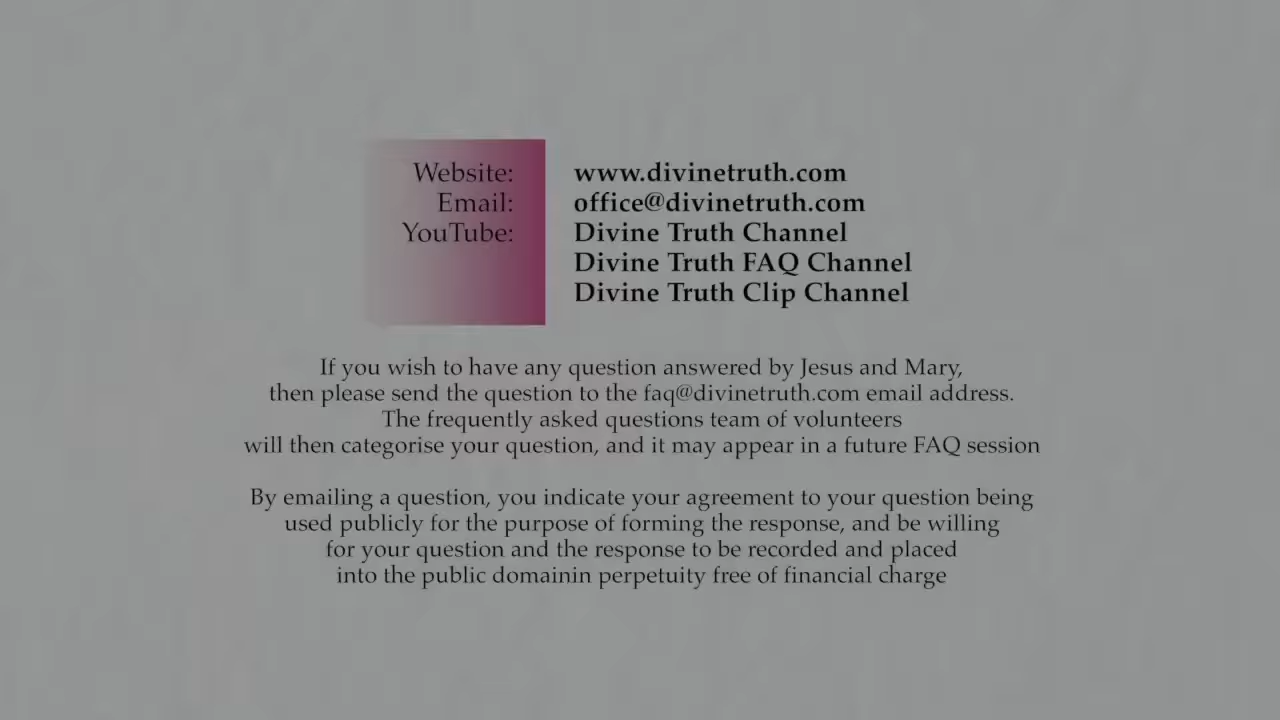 Website: www.divinetruth.com
Email: office@divinetruth.com
YouTube: Divine Truth Channel
Divine Truth FAQ Channel
Divine Truth Clip Channel
If you wish to have any question answered by Jesus and Mary,
then please send the question to the faq@divinetruth.com email address.
The frequently asked questions team of volunteers
will then categorise your question, and it may appear in a future FAQ session
By emailing a question, you indicate your agreement to your question being
used publicly for the purpose of forming the response, and be willing
for your question and the response to be recorded and placed
into the public domainin perpetuity free of financial charge